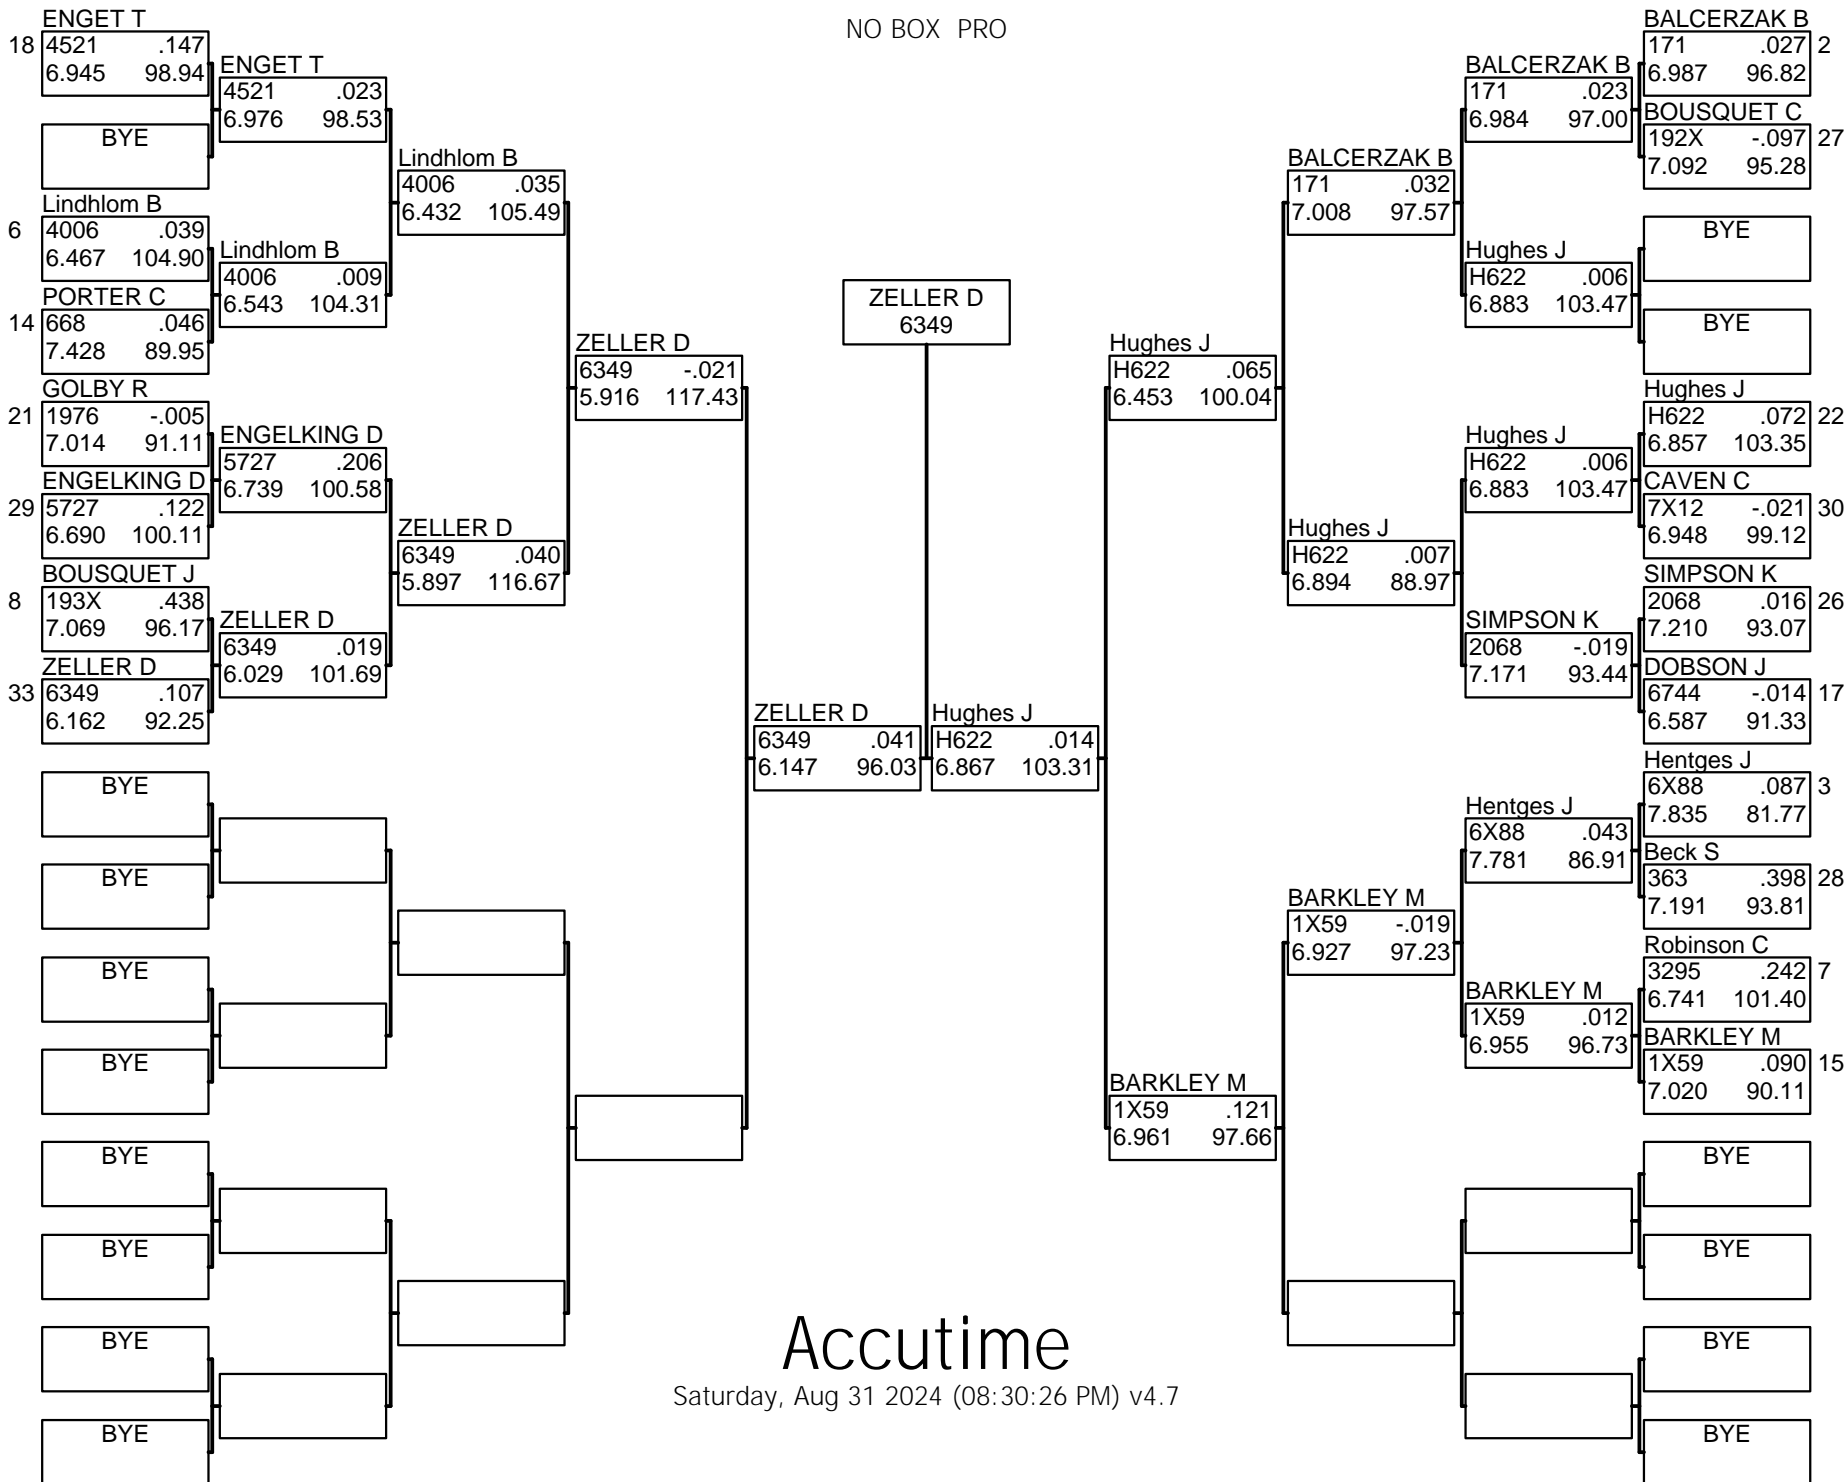 NO BOX PRO
ENGET T
18 4521 .147
6.945 98.94
BYE
Lindhlom B
6 4006 .039
6.467 104.90
PORTER C
14 668 .046
7.428 89.95
GOLBY R
21 1976 -.005
7.014 91.11
ENGELKING D
29 5727 .122
6.690 100.11
BOUSQUET J
8 193X .438
7.069 96.17
ZELLER D
33 6349 .107
6.162 92.25
BYE
BYE
BYE
BYE
BYE
BYE
BYE
BYE
ENGET T
4521 .023
6.976 98.53
Lindhlom B
4006 .009
6.543 104.31
ENGELKING D
5727 .206
6.739 100.58
ZELLER D
6349 .019
6.029 101.69
Lindhlom B
4006 .035
6.432 105.49
ZELLER D
6349 .040
5.897 116.67
ZELLER D
6349 -.021
5.916 117.43
ZELLER D
6349 .041
6.147 96.03
ZELLER D
6349
Hughes J
H622 .014
6.867 103.31
Hughes J
H622 .065
6.453 100.04
BARKLEY M
1X59 .121
6.961 97.66
BALCERZAK B
171 .032
7.008 97.57
Hughes J
H622 .007
6.894 88.97
BARKLEY M
1X59 -.019
6.927 97.23
BALCERZAK B
171 .023
6.984 97.00
Hughes J
H622 .006
6.883 103.47
Hughes J
H622 .006
6.883 103.47
SIMPSON K
2068 -.019
7.171 93.44
Hentges J
6X88 .043
7.781 86.91
BARKLEY M
1X59 .012
6.955 96.73
BALCERZAK B
171 .027 2
6.987 96.82
BOUSQUET C
192X -.097 27
7.092 95.28
BYE
BYE
Hughes J
H622 .072 22
6.857 103.35
CAVEN C
7X12 -.021 30
6.948 99.12
SIMPSON K
2068 .016 26
7.210 93.07
DOBSON J
6744 -.014 17
6.587 91.33
Hentges J
6X88 .087 3
7.835 81.77
Beck S
363 .398 28
7.191 93.81
Robinson C
3295 .242 7
6.741 101.40
BARKLEY M
1X59 .090 15
7.020 90.11
BYE
BYE
BYE
BYE
Accutime
Saturday, Aug 31 2024 (08:30:26 PM) v4.7